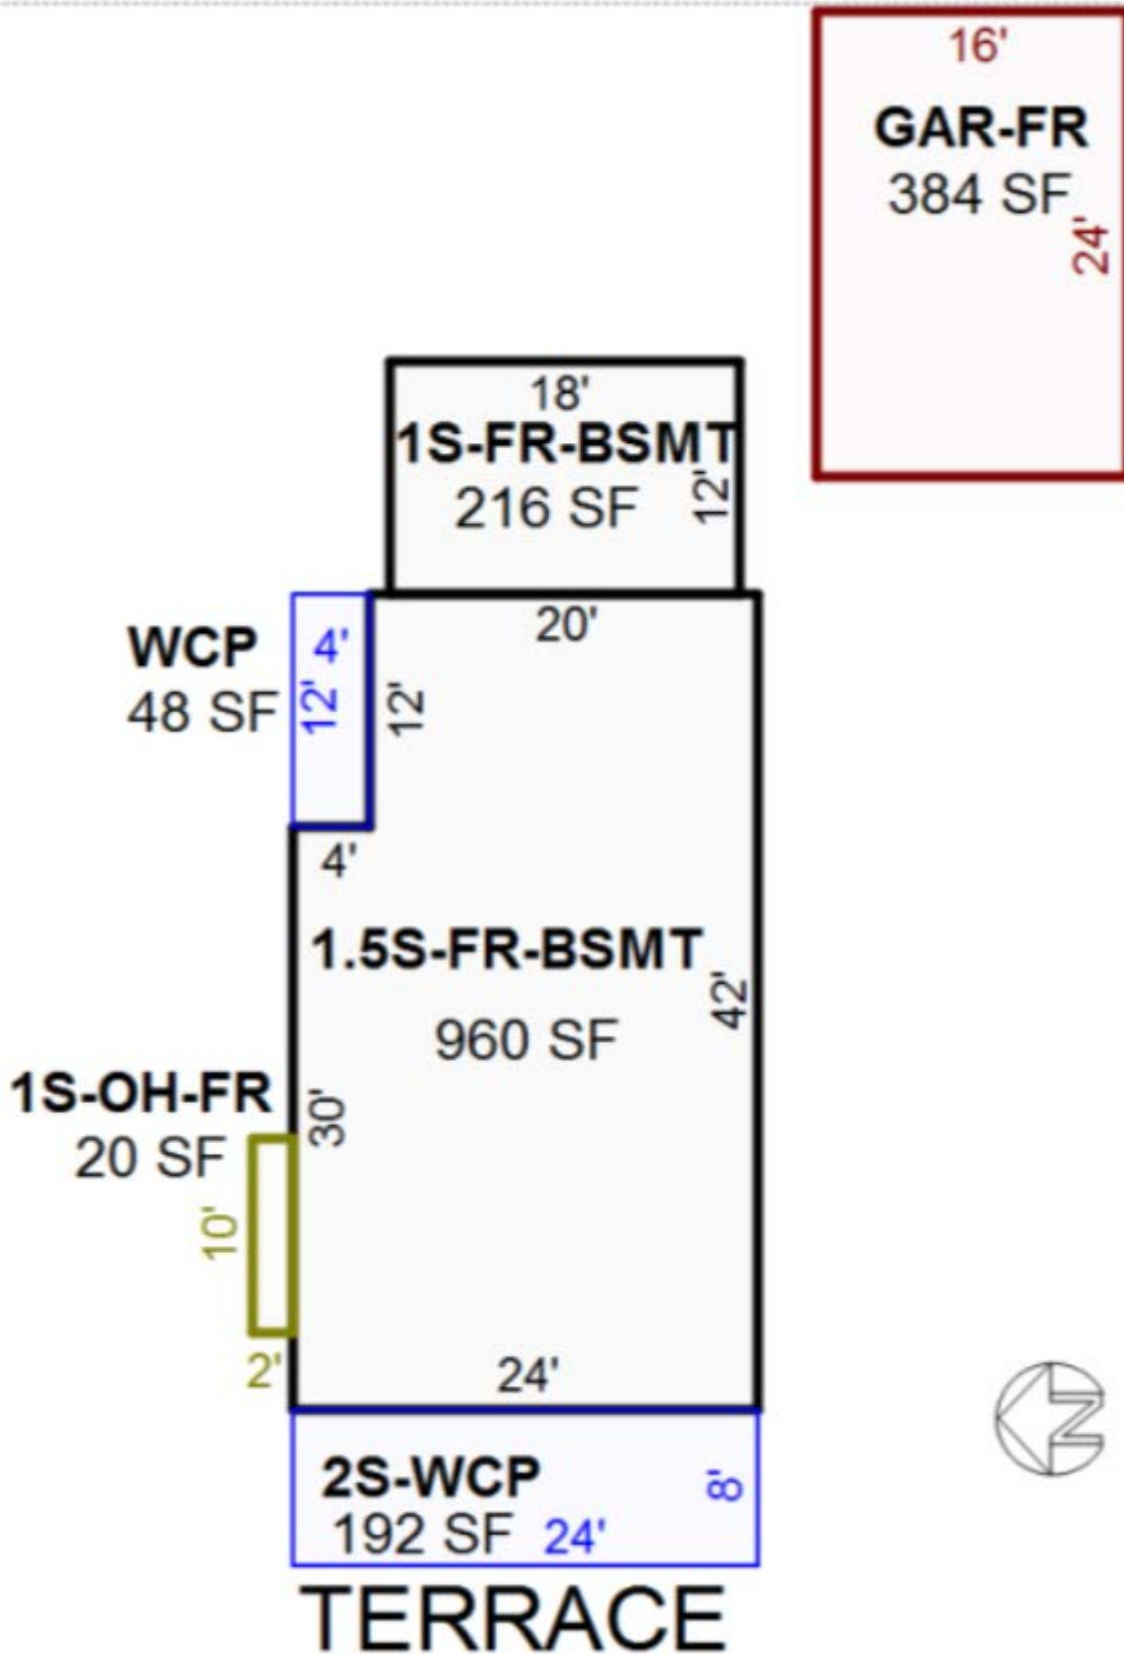 16'
GAR-FR
384 SF
24'
18'
1S-FR-BSMT
216 SF
12'
20'
WCP
48 SF
4'
12'
12'
4'
1.5S-FR-BSMT
960 SF
42'
1S-OH-FR
20 SF
30'
10'
2'
24'
2S-WCP
192 SF
24'
8'
N
TERRACE